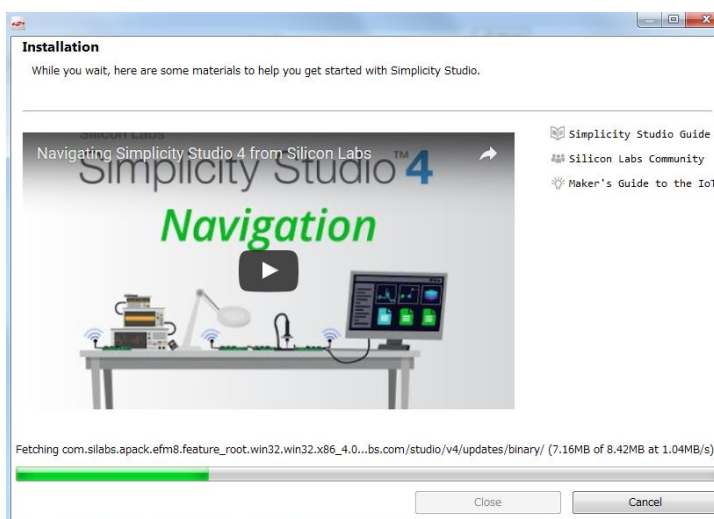 Installation
While you wait, here are some materials to help you get started with Simplicity Studio.
Simplicity Studio Guide
Silicon Labs Community
Maker's Guide to the IoT
Silicon Labs
Navigating Simplicity Studio 4 from Silicon Labs
Simplicity Studio™4
Navigation
Fetching com.silabs.apack.efm8.feature_root.win32.win32.x86_4.0...bs.com/studio/v4/updates/binary/ (7.16MB of 8.42MB at 1.04MB/s)
Close
Cancel